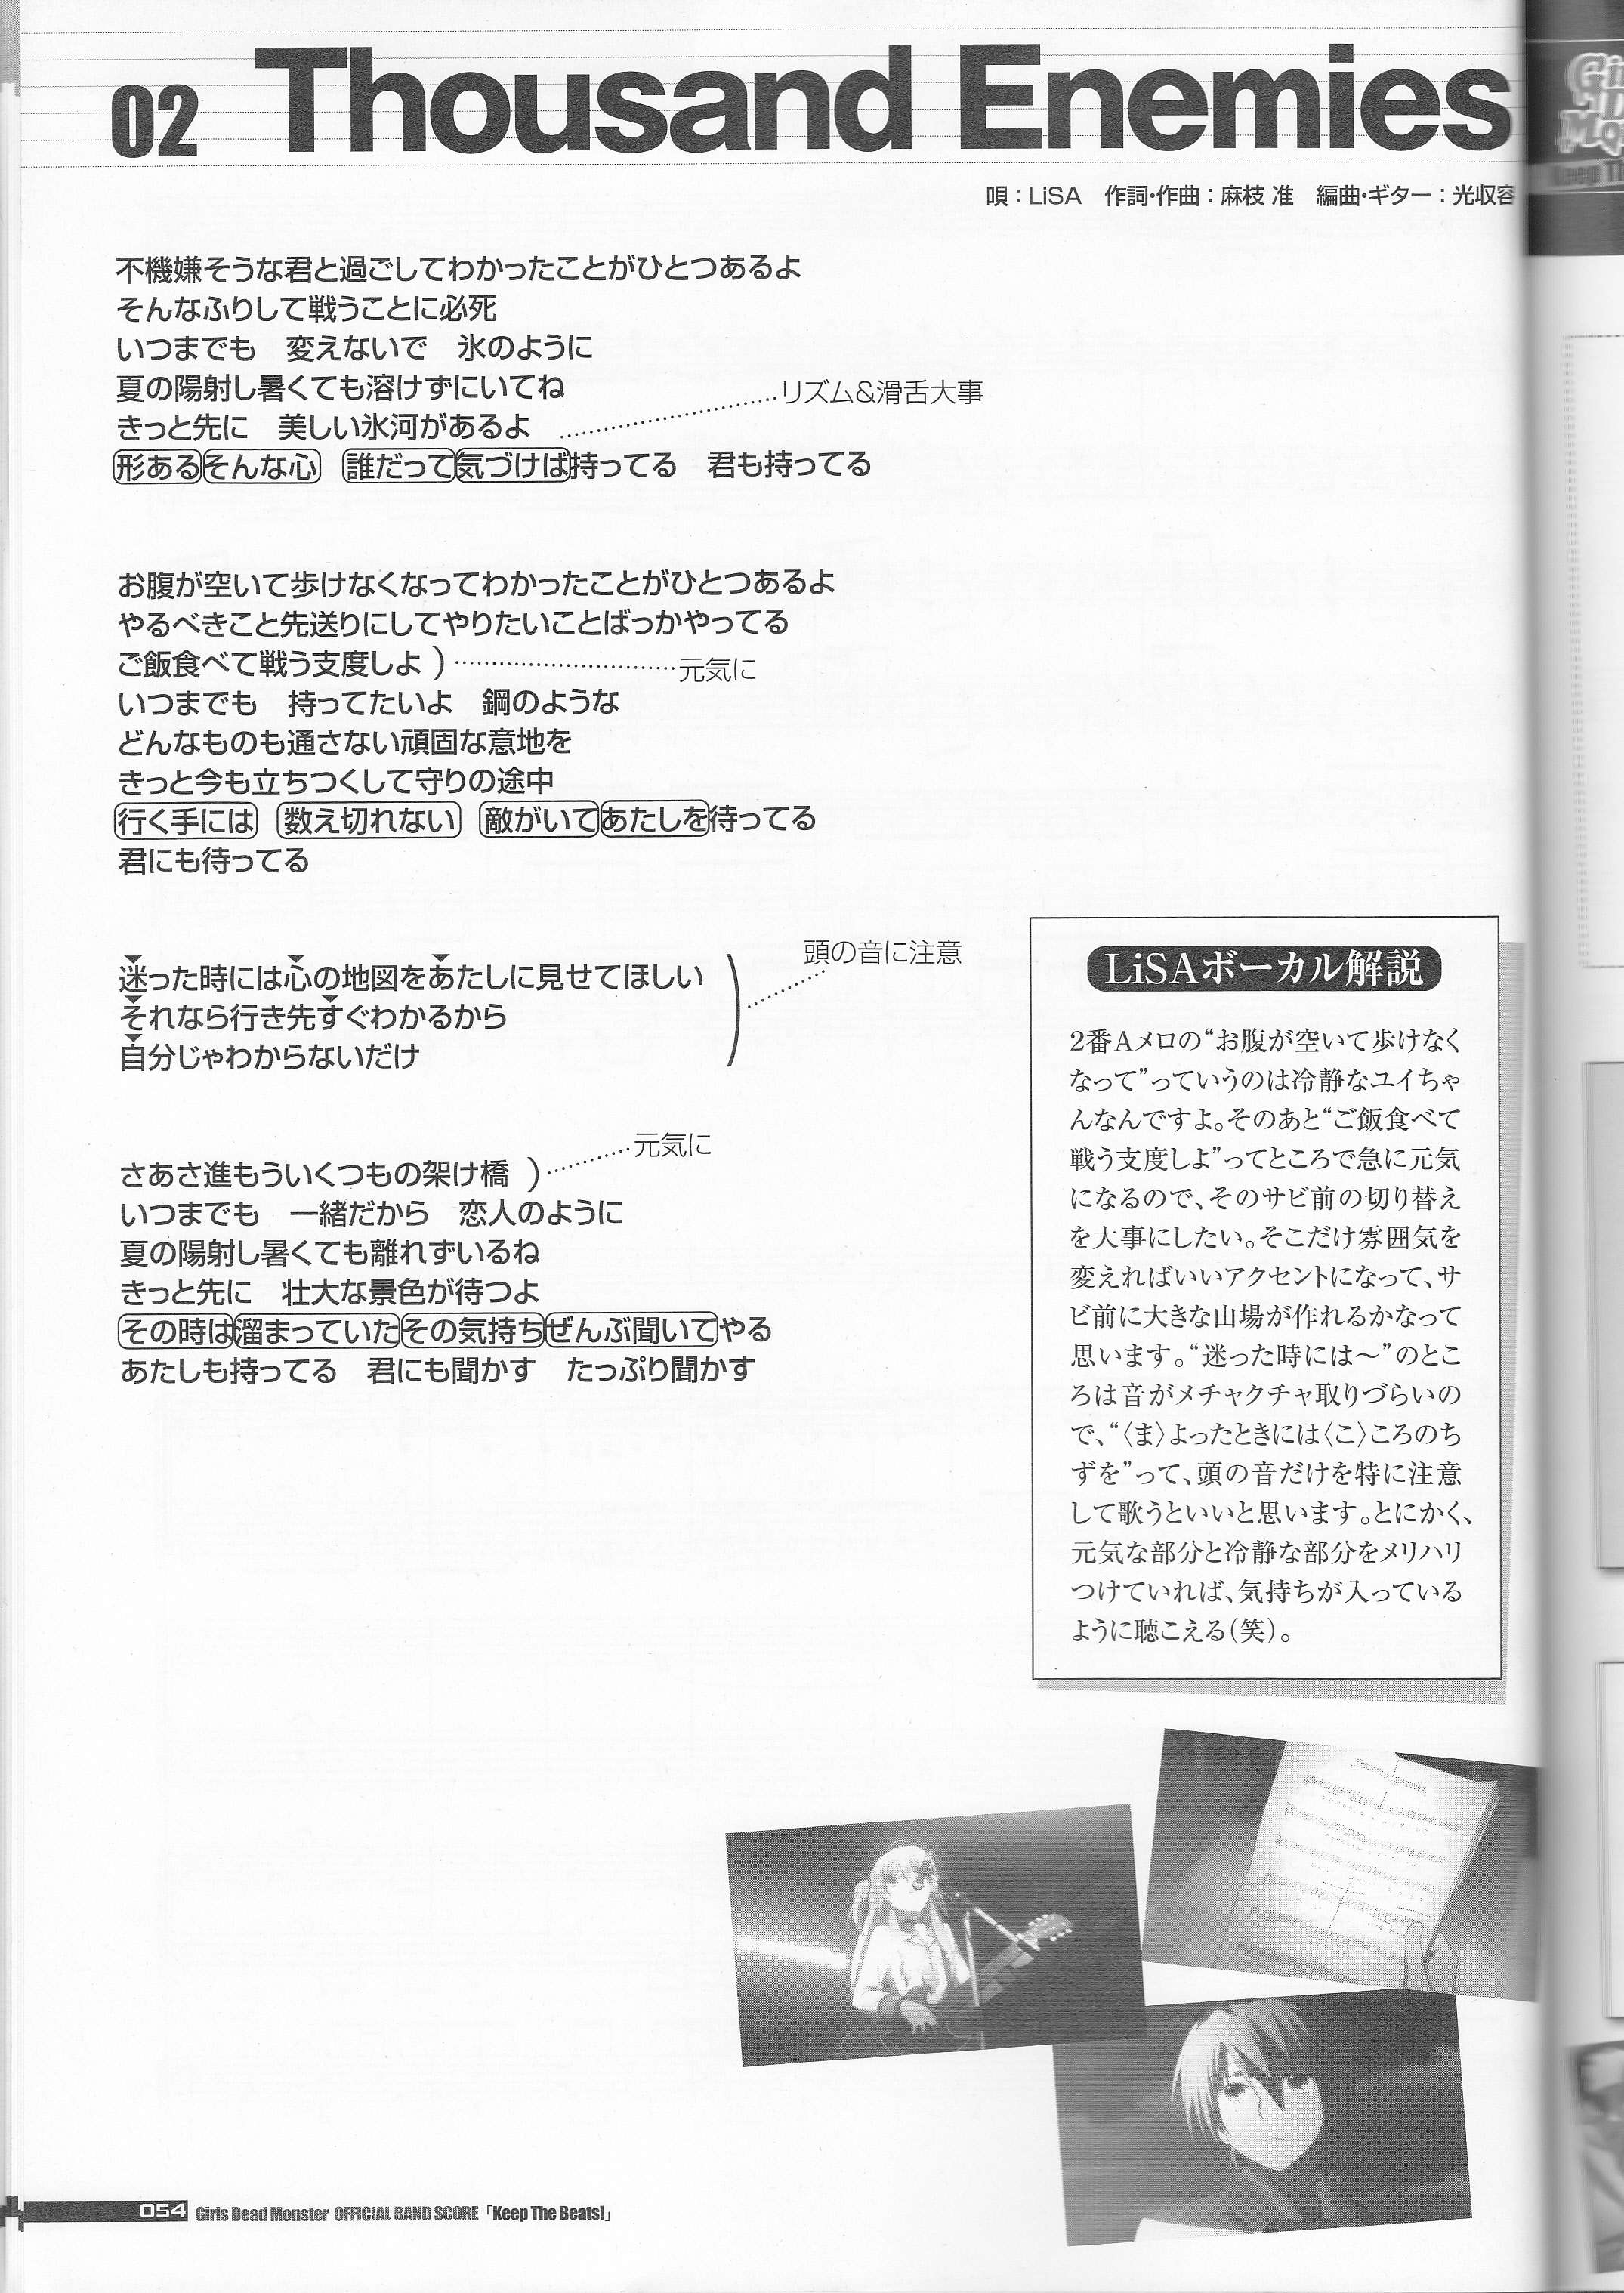 02 Thousand Enemies
唄：LiSA　作詞・作曲：麻枝 准　編曲・ギター：光収容
不機嫌そうな君と過ごしてわかったことがひとつあるよ
そんなふりして戦うことに必死
いつまでも　変えないで　氷のように
夏の陽射し暑くても溶けずにいてね
リズム&滑舌大事
きっと先に　美しい氷河があるよ
形あるそんな心　誰だって気づけば持ってる　君も持ってる
お腹が空いて歩けなくなってわかったことがひとつあるよ
やるべきこと先送りにしてやりたいことばっかやってる
ご飯食べて戦う支度しよ
元気に
いつまでも　持ってたいよ　鋼のような
どんなものも通さない頑固な意地を
きっと今も立ちつくして守りの途中
行く手には　数え切れない　敵がいてあたしを待ってる
君にも待ってる
頭の音に注意
迷った時には心の地図をあたしに見せてほしい
それなら行き先すぐわかるから
自分じゃわからないだけ
元気に
さあさ進もういくつもの架け橋
いつまでも　一緒だから　恋人のように
夏の陽射し暑くても離れずいるね
きっと先に　壮大な景色が待つよ
その時は溜まっていたその気持ちぜんぶ聞いてやる
あたしも持ってる　君にも聞かす　たっぷり聞かす
LiSAボーカル解説
2番Aメロの“お腹が空いて歩けなく
なって”っていうのは冷静なユイちゃ
んなんですよ。そのあと“ご飯食べて
戦う支度しよ”ってところで急に元気
になるので、そのサビ前の切り替え
を大事にしたい。そこだけ雰囲気を
変えればいいアクセントになって、サ
ビ前に大きな山場が作れるかなって
思います。“迷った時には～”のとこ
ろは音がメチャクチャ取りづらいの
で、“〈ま〉よったときには〈こ〉ころのち
ずを”って、頭の音だけを特に注意
して歌うといいと思います。とにかく、
元気な部分と冷静な部分をメリハリ
つけていれば、気持ちが入っている
ように聴こえる（笑）。
054 Girls Dead Monster OFFICIAL BAND SCORE「Keep The Beats!」